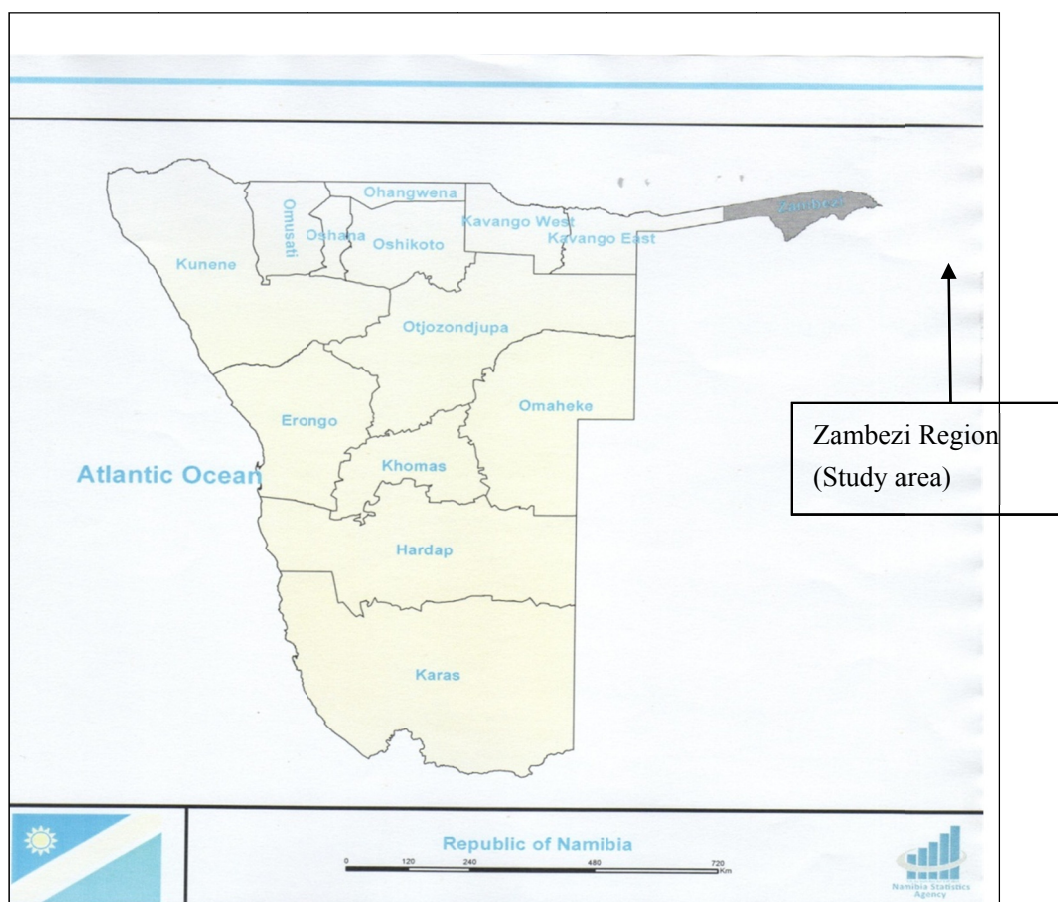 Ohangwena
Omusati
Oshana
Oshikoto
Kavango West
Kavango East
Zambezi
Kunene
Otjozondjupa
Erongo
Omaheke
Khomas
Atlantic Ocean
Zambezi Region
(Study area)
Hardap
Karas
Republic of Namibia
0 120 240 480 720
Km
Namibia Statistics
Agency